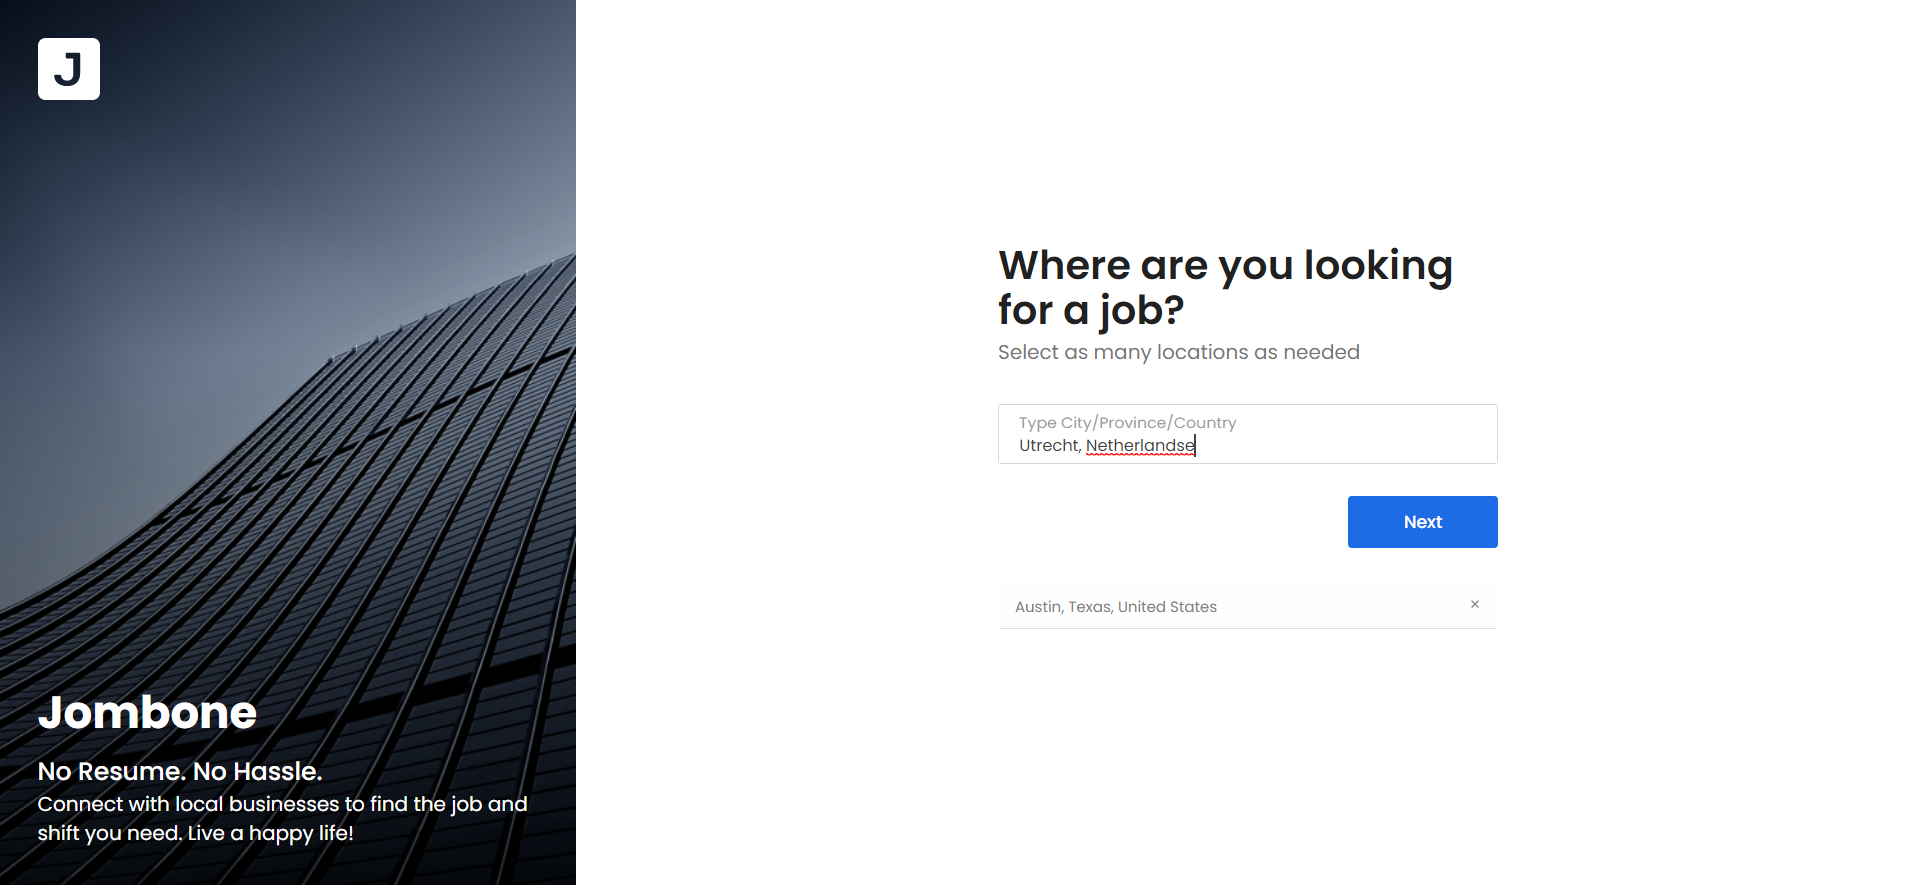 J
Jombone
No Resume. No Hassle.
Connect with local businesses to find the job and
shift you need. Live a happy life!
Where are you looking
for a job?
Select as many locations as needed
Type City/Province/Country
Utrecht, Netherlandse
Next
Austin, Texas, United States ×